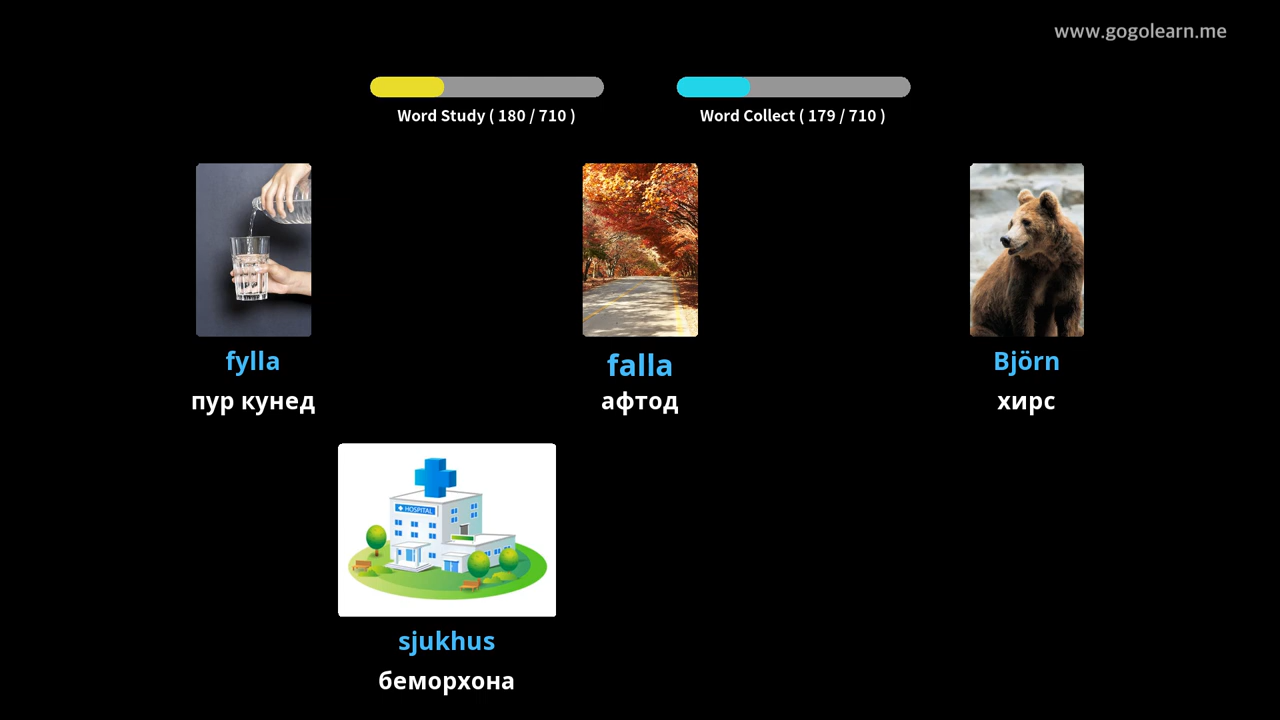 www.gogolearn.me
Word Study ( 180 / 710 )
Word Collect ( 179 / 710 )
fylla
пур кунед
falla
афтод
Björn
хирс
HOSPITAL
sjukhus
беморхона